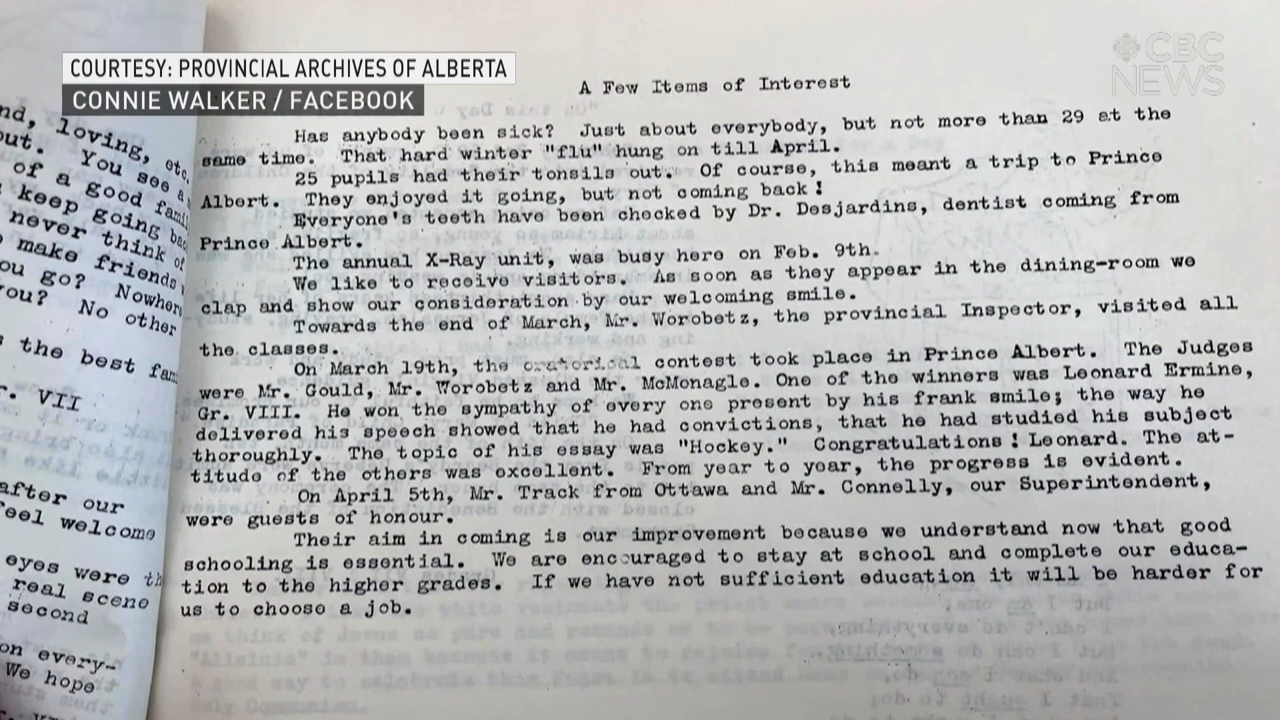 COURTESY: PROVINCIAL ARCHIVES OF ALBERTA
CONNIE WALKER / FACEBOOK
CBC
NEWS
nd, loving, etc.
out. You see a
of a good fami
keep going bac
never think of
make friends
ou go? Nowhere
you? No other
the best fam
r. VII
after our
feel welcome
eyes were th
real scene
second
on every-
We hope
A Few Items of Interest
Has anybody been sick? Just about everybody, but not more than 29 at the
same time. That hard winter "flu" hung on till April.
25 pupils had their tonsils out. Of course, this meant a trip to Prince
Albert. They enjoyed it going, but not coming back!
Everyone's teeth have been checked by Dr. Desjardins, dentist coming from
Prince Albert.
The annual X-Ray unit, was busy here on Feb. 9th.
We like to receive visitors. As soon as they appear in the dining-room we
clap and show our consideration by our welcoming smile.
Towards the end of March, Mr. Worobetz, the provincial Inspector, visited all
the classes.
On March 19th, the oratorical contest took place in Prince Albert. The Judges
were Mr. Gould, Mr. Worobetz and Mr. McMonagle. One of the winners was Leonard Ermine,
Gr. VIII. He won the sympathy of every one present by his frank smile; the way he
delivered his speech showed that he had convictions, that he had studied his subject
thoroughly. The topic of his essay was "Hockey." Congratulations! Leonard. The at-
titude of the others was excellent. From year to year, the progress is evident.
On April 5th, Mr. Track from Ottawa and Mr. Connelly, our Superintendent,
were guests of honour.
Their aim in coming is our improvement because we understand now that good
schooling is essential. We are encouraged to stay at school and complete our educa-
tion to the higher grades. If we have not sufficient education it will be harder for
us to choose a job.